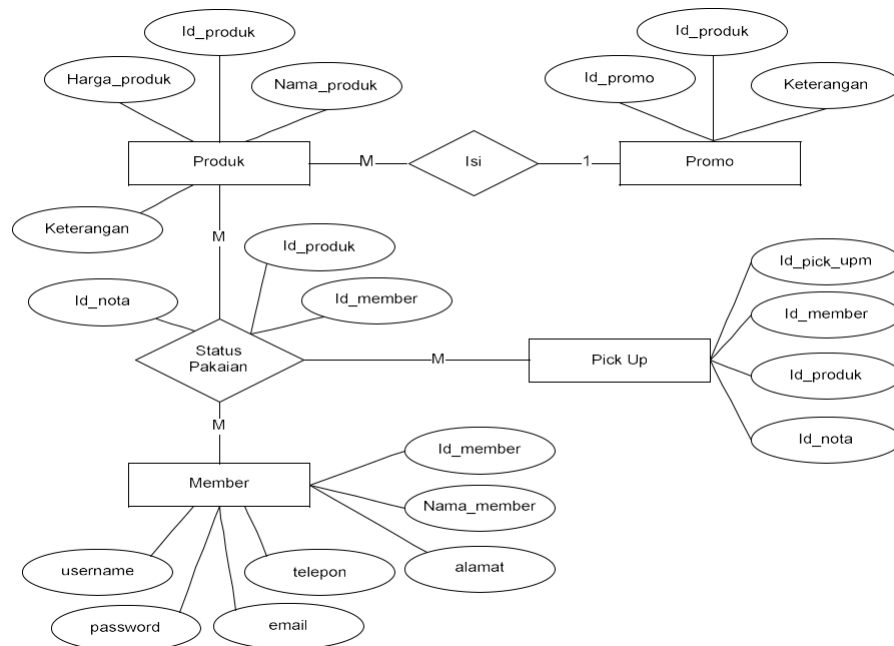 Id_produk
Harga_produk
Nama_produk
Produk
Keterangan
M
Isi
1
Id_produk
Id_promo
Keterangan
Promo
M
Id_produk
Id_nota
Id_member
Status
Pakaian
M
Pick Up
Id_pick_upm
Id_member
Id_produk
Id_nota
M
Member
Id_member
Nama_member
alamat
username
telepon
password
email